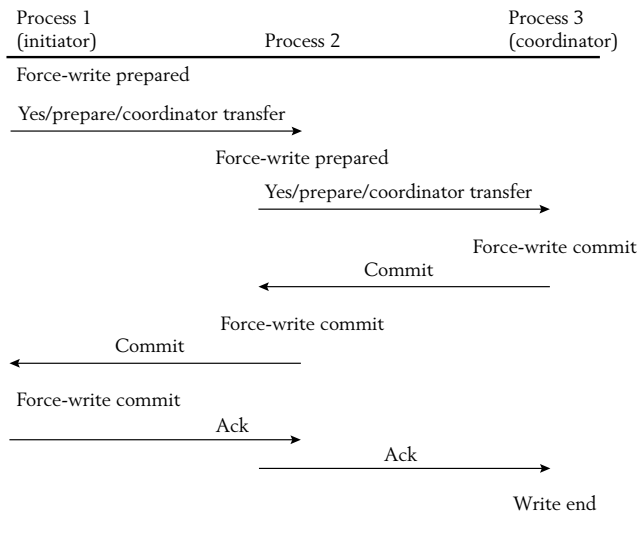 Process 1
(initiator)
Process 2
Process 3
(coordinator)
Force-write prepared
Yes/prepare/coordinator transfer
Force-write prepared
Yes/prepare/coordinator transfer
Force-write commit
Commit
Force-write commit
Commit
Force-write commit
Ack
Ack
Write end